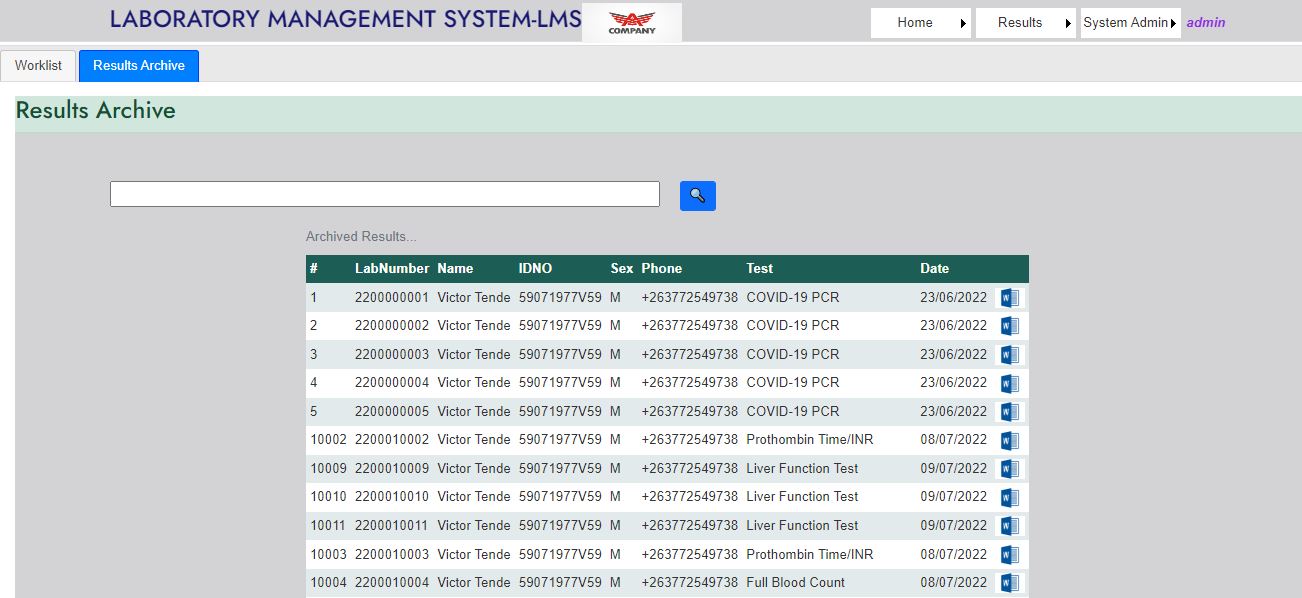 LABORATORY MANAGEMENT SYSTEM-LMS
COMPANY
Home
Results
System Admin
admin
Worklist
Results Archive
Results Archive
Archived Results...
# LabNumber Name IDNO Sex Phone Test Date
1 2200000001 Victor Tende 59071977V59 M +263772549738 COVID-19 PCR 23/06/2022
2 2200000002 Victor Tende 59071977V59 M +263772549738 COVID-19 PCR 23/06/2022
3 2200000003 Victor Tende 59071977V59 M +263772549738 COVID-19 PCR 23/06/2022
4 2200000004 Victor Tende 59071977V59 M +263772549738 COVID-19 PCR 23/06/2022
5 2200000005 Victor Tende 59071977V59 M +263772549738 COVID-19 PCR 23/06/2022
10002 2200010002 Victor Tende 59071977V59 M +263772549738 Prothombin Time/INR 08/07/2022
10009 2200010009 Victor Tende 59071977V59 M +263772549738 Liver Function Test 09/07/2022
10010 2200010010 Victor Tende 59071977V59 M +263772549738 Liver Function Test 09/07/2022
10011 2200010011 Victor Tende 59071977V59 M +263772549738 Liver Function Test 09/07/2022
10003 2200010003 Victor Tende 59071977V59 M +263772549738 Prothombin Time/INR 08/07/2022
10004 2200010004 Victor Tende 59071977V59 M +263772549738 Full Blood Count 08/07/2022